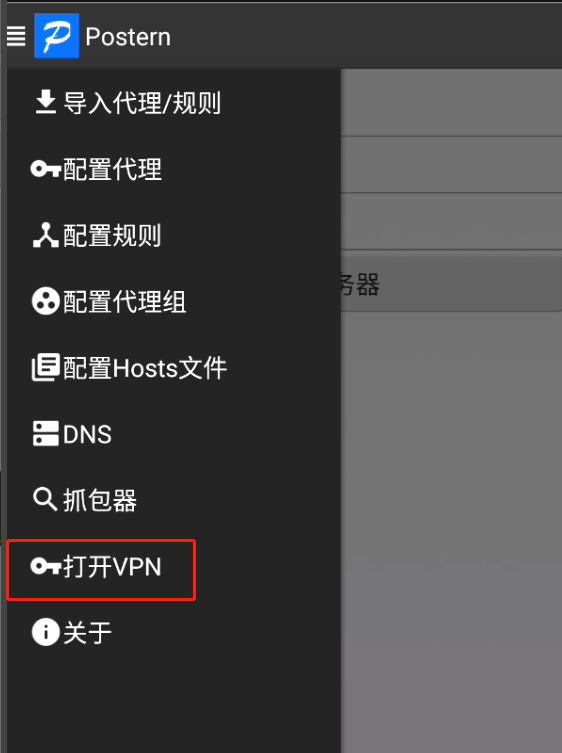 Postern
导入代理/规则
配置代理
配置规则
配置代理组
务器
配置Hosts文件
DNS
抓包器
打开VPN
关于